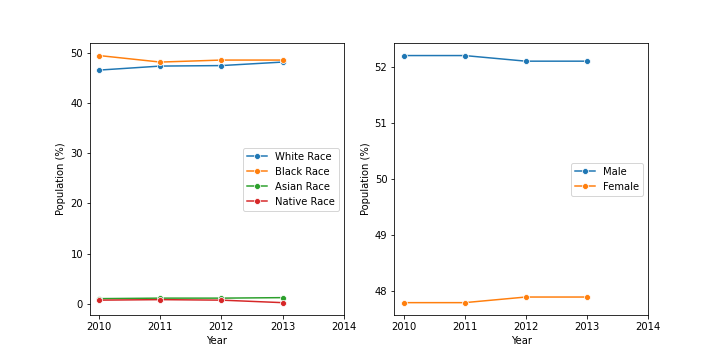 50
40
30
20
10
0
Population (%)
2010 2011 2012 2013 2014
Year
White Race
Black Race
Asian Race
Native Race
52
51
50
49
48
Population (%)
2010 2011 2012 2013 2014
Year
Male
Female